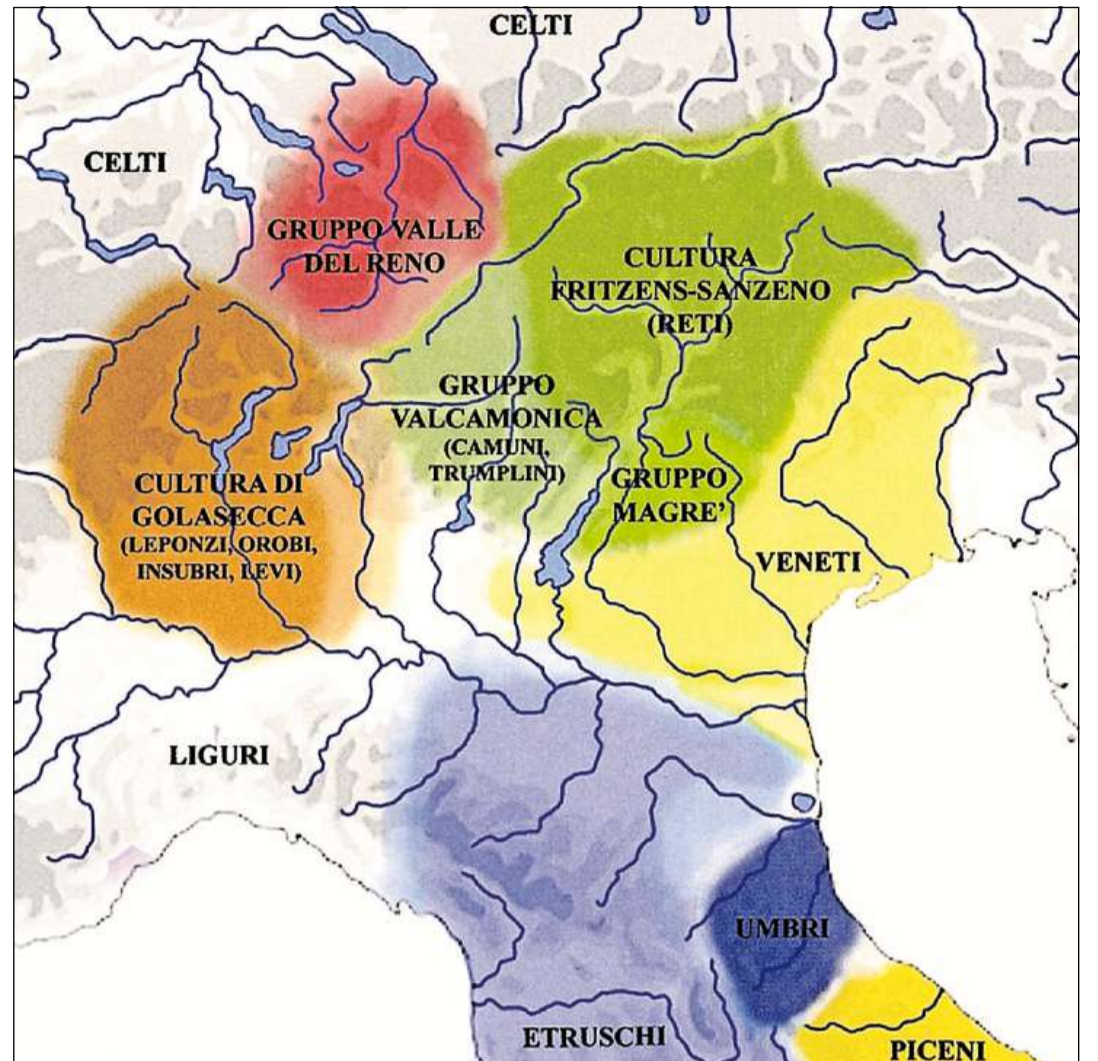 CELTI
CELTI
GRUPPO VALLE
DEL RENO
CULTURA
FRITZENS-SANZENO
(RETI)
GRUPPO
VALCAMONICA
(CAMUNI,
TRUMPLINI)
GRUPPO
MAGRE’
CULTURA DI
GOLASECCA
(LEPONZI, OROBI,
INSUBRI, LEVI)
VENETI
LIGURI
UMBRI
ETRUSCHI
PICENI